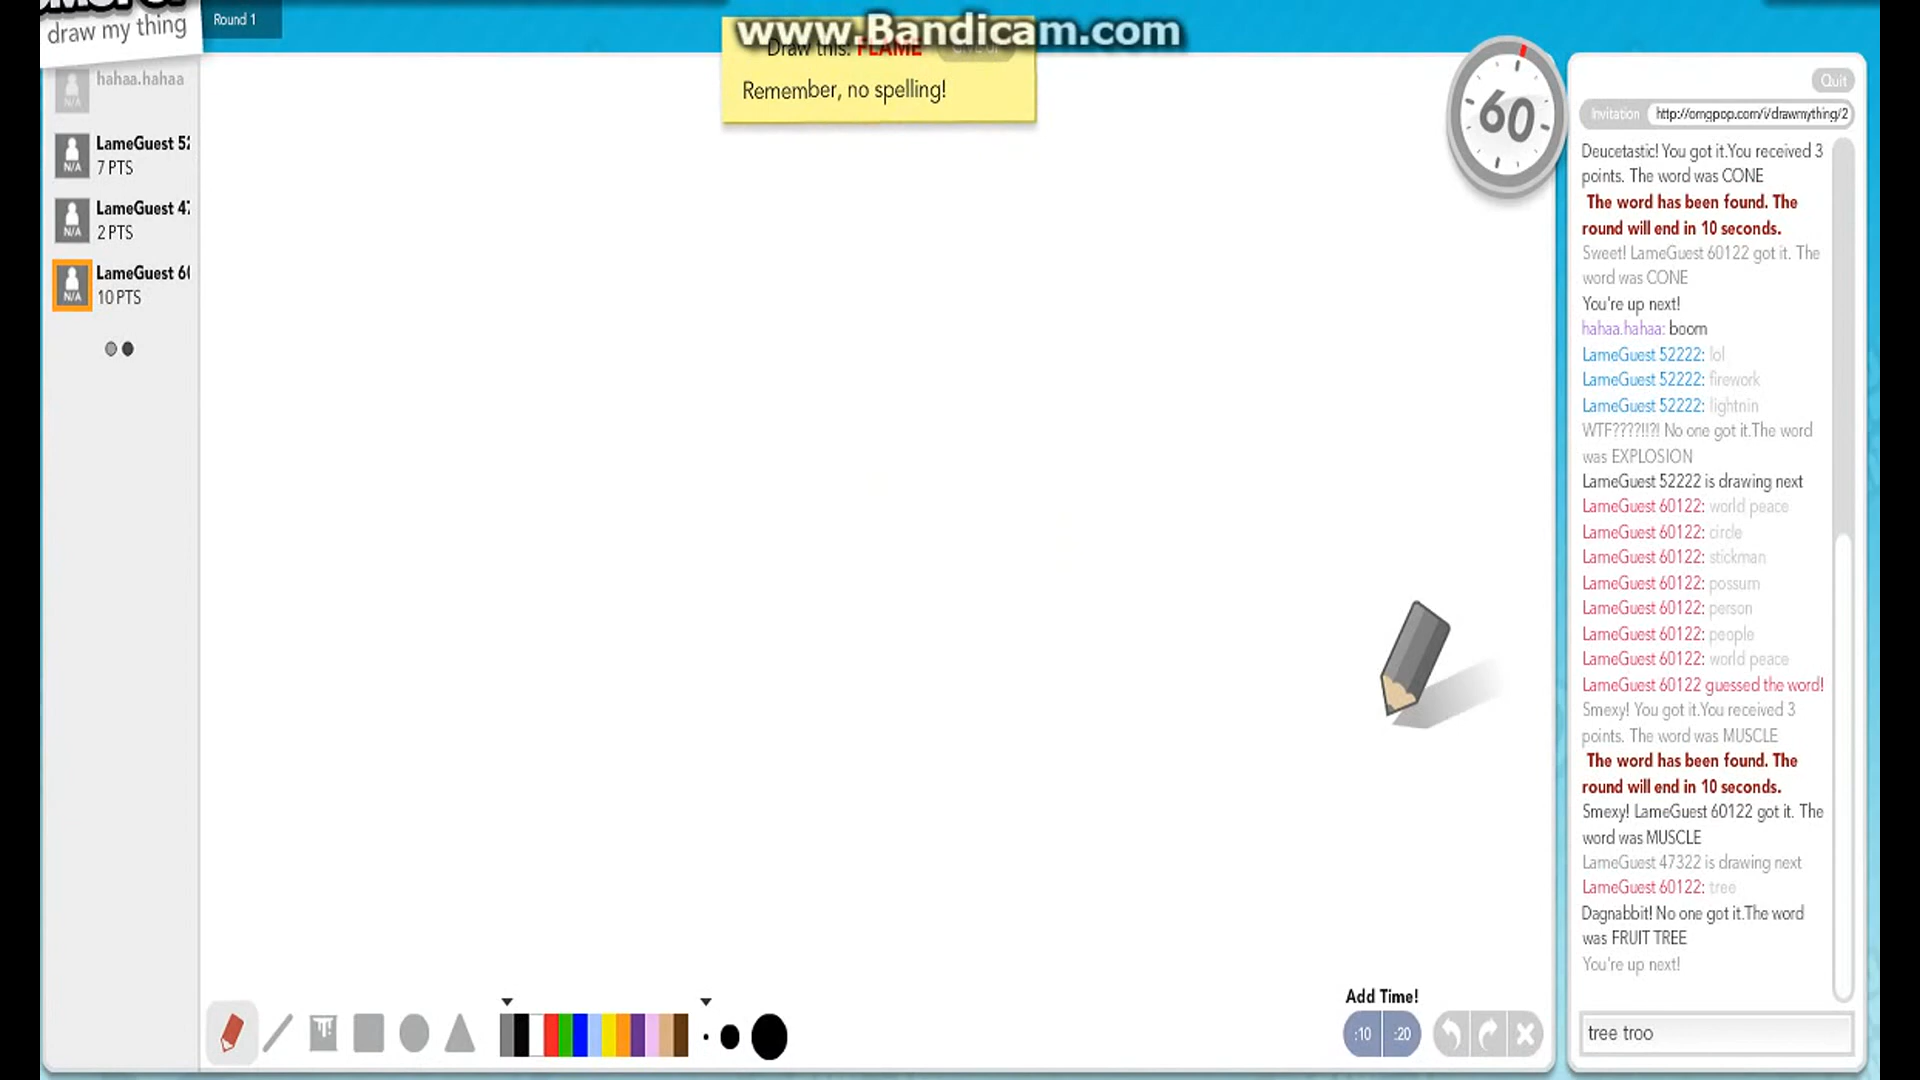 draw my thing
Round 1
www.Bandicam.com
Draw this: FLAME
Remember, no spelling!
60
hahaa.hahaa
N/A
LameGuest 52
7 PTS
N/A
LameGuest 47
2 PTS
N/A
LameGuest 60
10 PTS
N/A
Quit
Invitation http://omgpop.com/i/drawmything/2
Deucetastic! You got it.You received 3
points. The word was CONE
The word has been found. The
round will end in 10 seconds.
Sweet! LameGuest 60122 got it. The
word was CONE
You're up next!
hahaa.hahaa: boom
LameGuest 52222: lol
LameGuest 52222: firework
LameGuest 52222: lightnin
WTF????!!?! No one got it.The word
was EXPLOSION
LameGuest 52222 is drawing next
LameGuest 60122: world peace
LameGuest 60122: circle
LameGuest 60122: stickman
LameGuest 60122: possum
LameGuest 60122: person
LameGuest 60122: people
LameGuest 60122: world peace
LameGuest 60122 guessed the word!
Smexy! You got it.You received 3
points. The word was MUSCLE
The word has been found. The
round will end in 10 seconds.
Smexy! LameGuest 60122 got it. The
word was MUSCLE
LameGuest 47322 is drawing next
LameGuest 60122: tree
Dagnabbit! No one got it.The word
was FRUIT TREE
You're up next!
tree troo
Add Time!
:10 :20